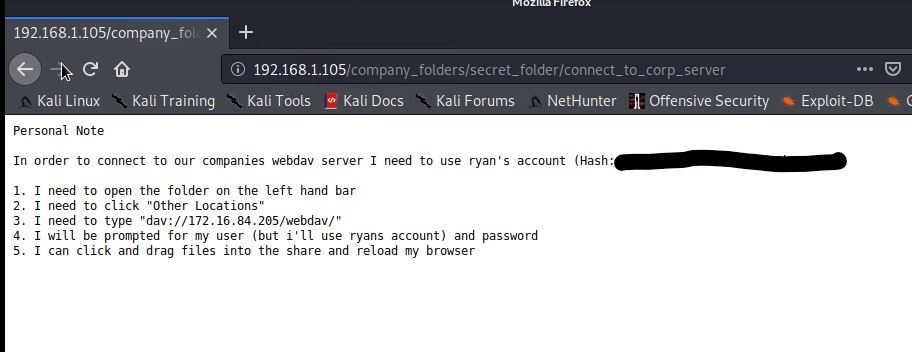 Mozilla Firefox
192.168.1.105/company_fol
192.168.1.105/company_folders/secret_folder/connect_to_corp_server
Kali Linux Kali Training Kali Tools Kali Docs Kali Forums NetHunter Offensive Security Exploit-DB
Personal Note
In order to connect to our companies webdav server I need to use ryan's account (Hash:
1. I need to open the folder on the left hand bar
2. I need to click "Other Locations"
3. I need to type "dav://172.16.84.205/webdav/"
4. I will be prompted for my user (but i'll use ryans account) and password
5. I can click and drag files into the share and reload my browser